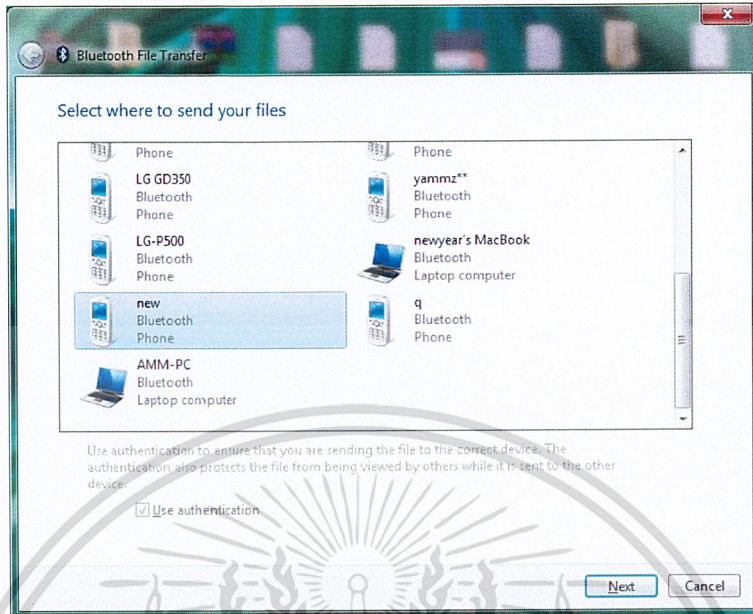 Bluetooth File Transfer
Select where to send your files
Phone
Phone
LG GD350
Bluetooth
Phone
yammz**
Bluetooth
Phone
LG-P500
Bluetooth
Phone
newyear's MacBook
Bluetooth
Laptop computer
new
Bluetooth
Phone
q
Bluetooth
Phone
AMM-PC
Bluetooth
Laptop computer
Use authentication to ensure that you are sending the file to the correct device. The
authentication also protects the file from being viewed by others while it is sent to the other
device.
Use authentication
Next
Cancel